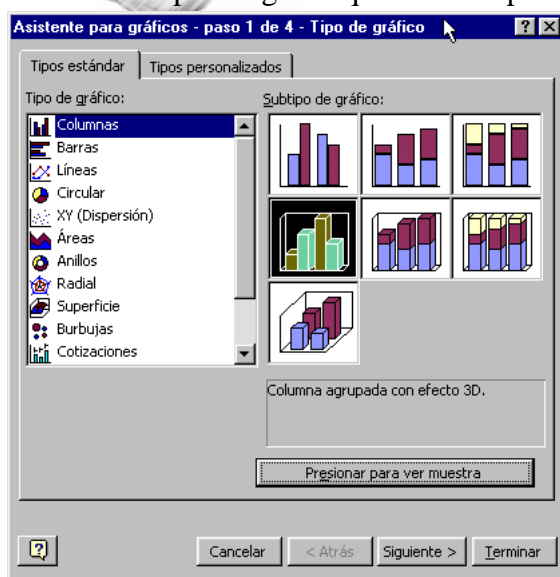 Asistente para gráficos - paso 1 de 4 - Tipo de gráfico
Tipos estándar
Tipos personalizados
Tipo de gráfico:
Subtipo de gráfico:
Columnas
Barras
Líneas
Circular
XY (Dispersión)
Áreas
Anillos
Radial
Superficie
Burbujas
Cotizaciones
Columna agrupada con efecto 3D.
Presionar para ver muestra
Cancelar
< Atrás
Siguiente >
Terminar